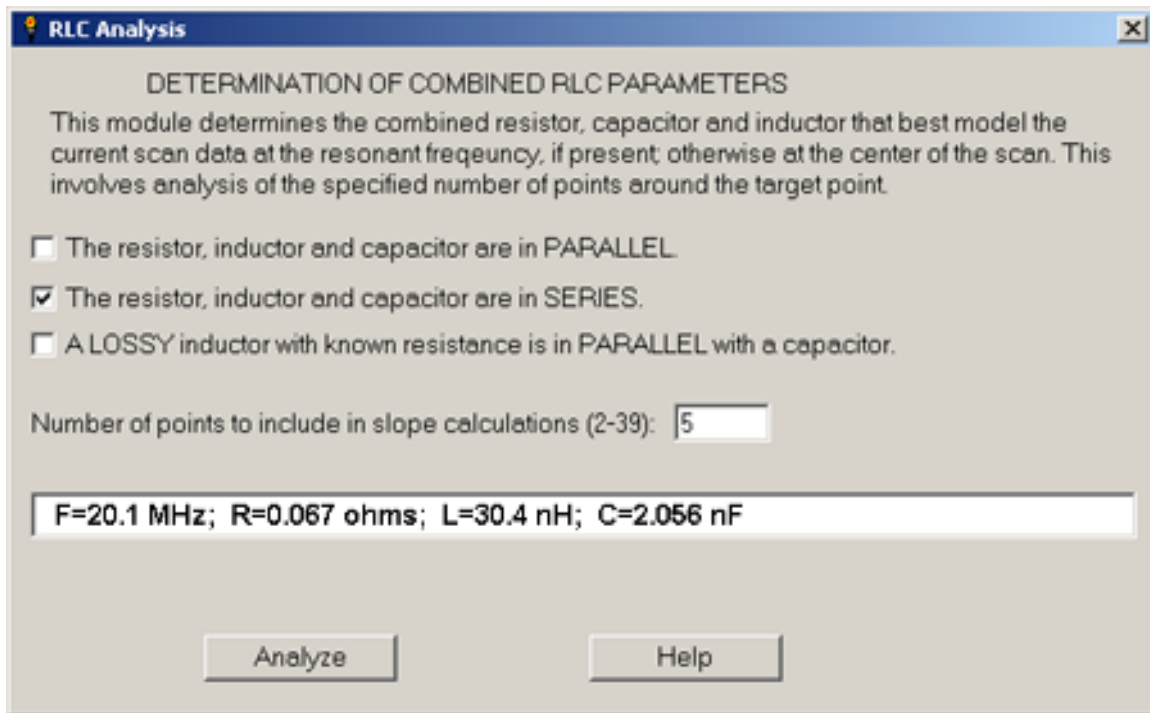 RLC Analysis
DETERMINATION OF COMBINED RLC PARAMETERS
This module determines the combined resistor, capacitor and inductor that best model the
current scan data at the resonant freqeuncy, if present; otherwise at the center of the scan. This
involves analysis of the specified number of points around the target point.
The resistor, inductor and capacitor are in PARALLEL.
The resistor, inductor and capacitor are in SERIES.
A LOSSY inductor with known resistance is in PARALLEL with a capacitor.
Number of points to include in slope calculations (2-39): 5
F=20.1 MHz; R=0.067 ohms; L=30.4 nH; C=2.056 nF
Analyze Help